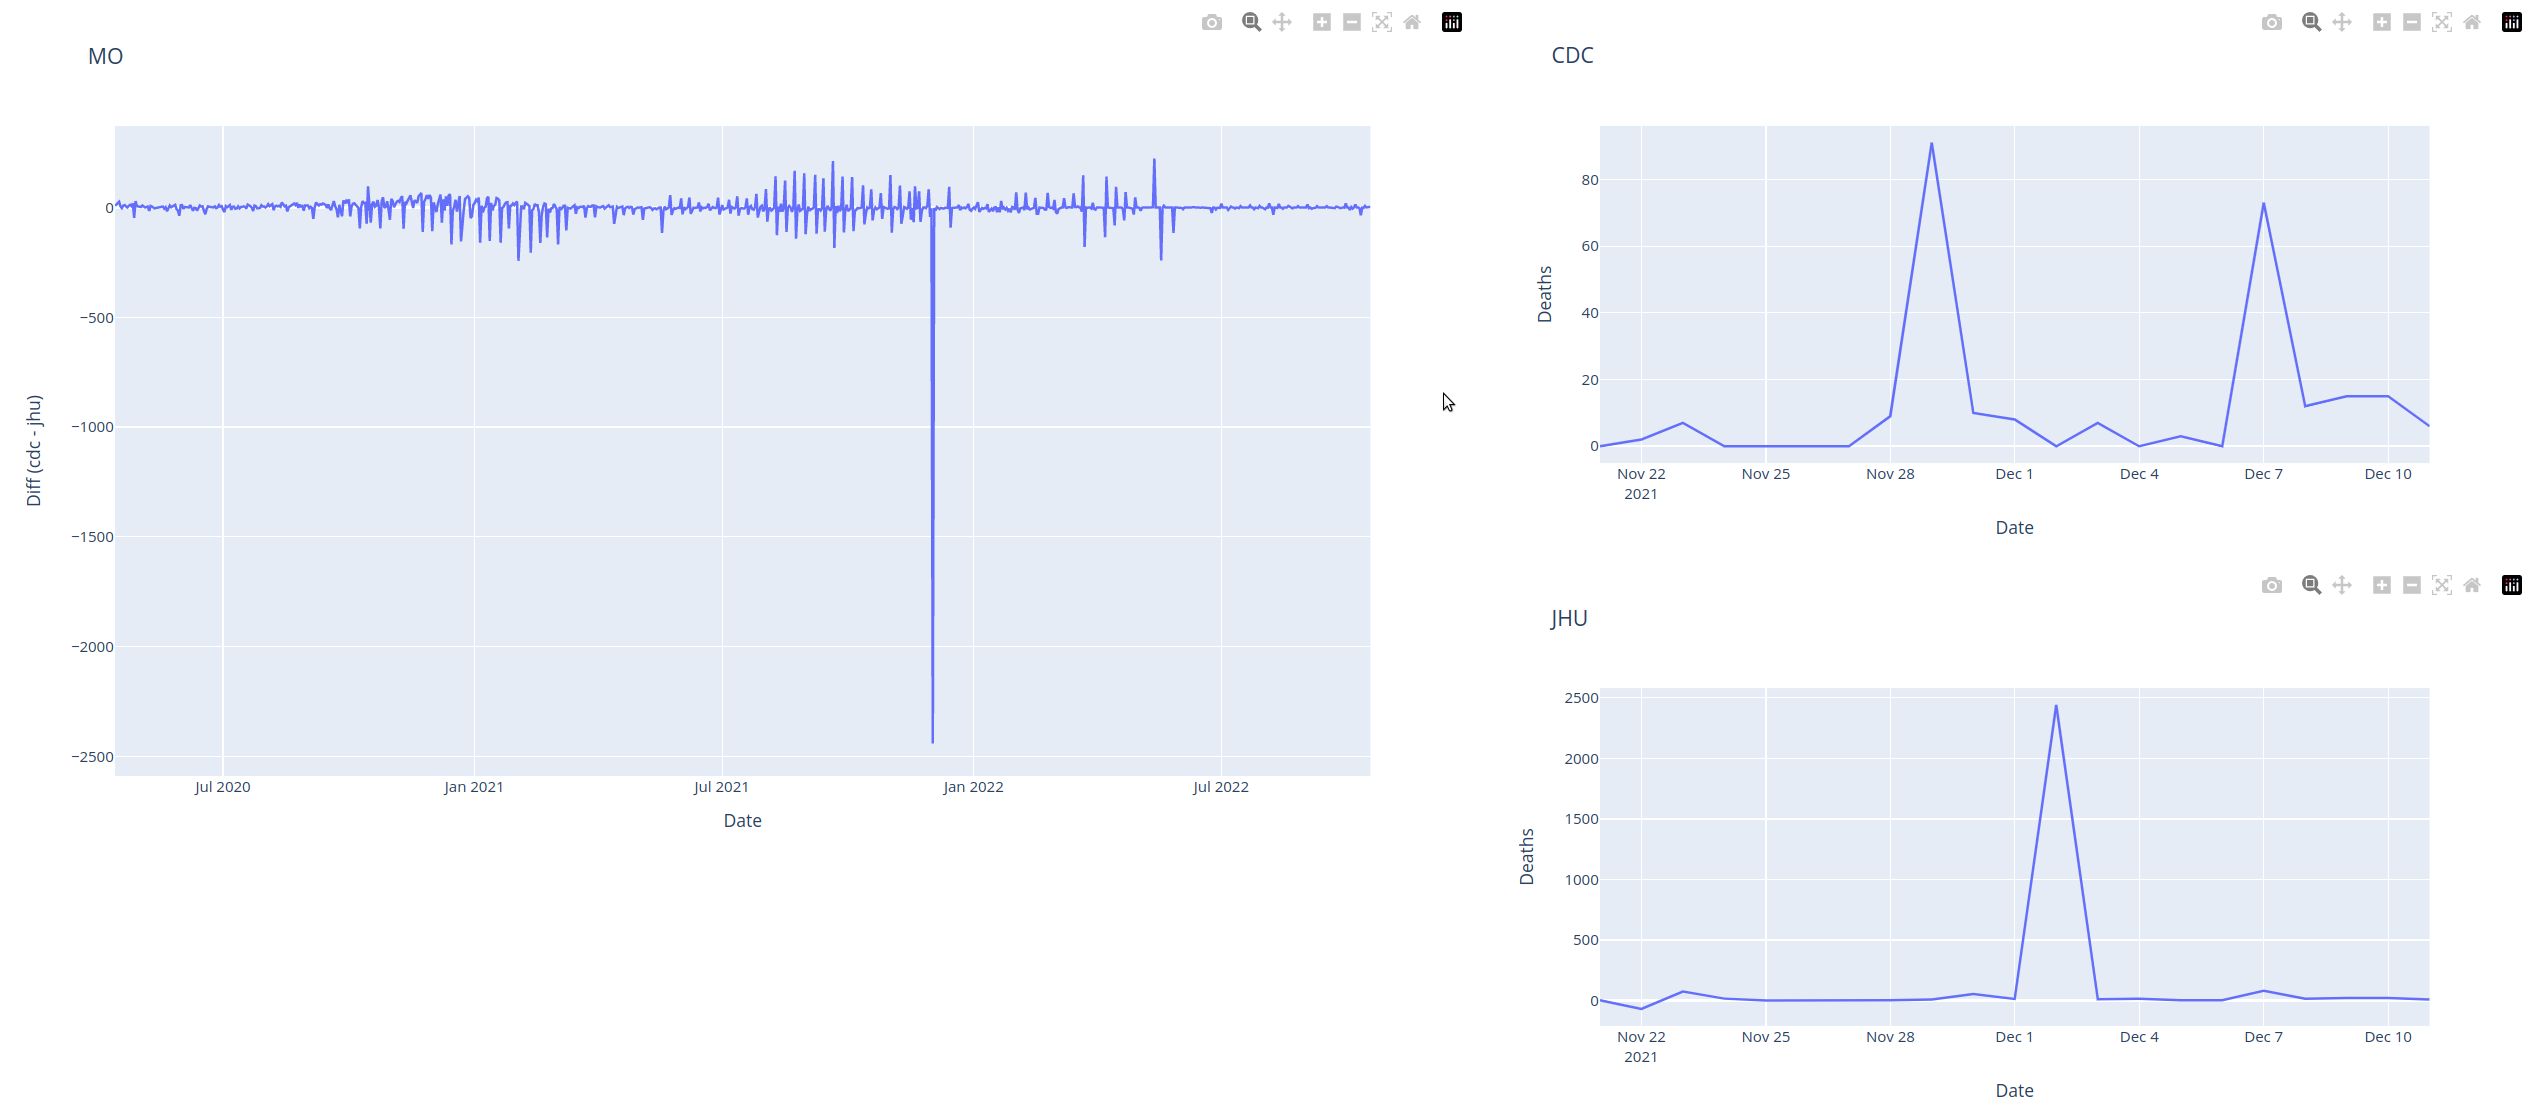 MO
0
−500
−1000
−1500
−2000
−2500
Diff (cdc - jhu)
Jul 2020 Jan 2021 Jul 2021 Jan 2022 Jul 2022
Date
CDC
80
60
40
20
0
Deaths
Nov 22 Nov 25 Nov 28 Dec 1 Dec 4 Dec 7 Dec 10
2021
Date
JHU
2500
2000
1500
1000
500
0
Deaths
Nov 22 Nov 25 Nov 28 Dec 1 Dec 4 Dec 7 Dec 10
2021
Date